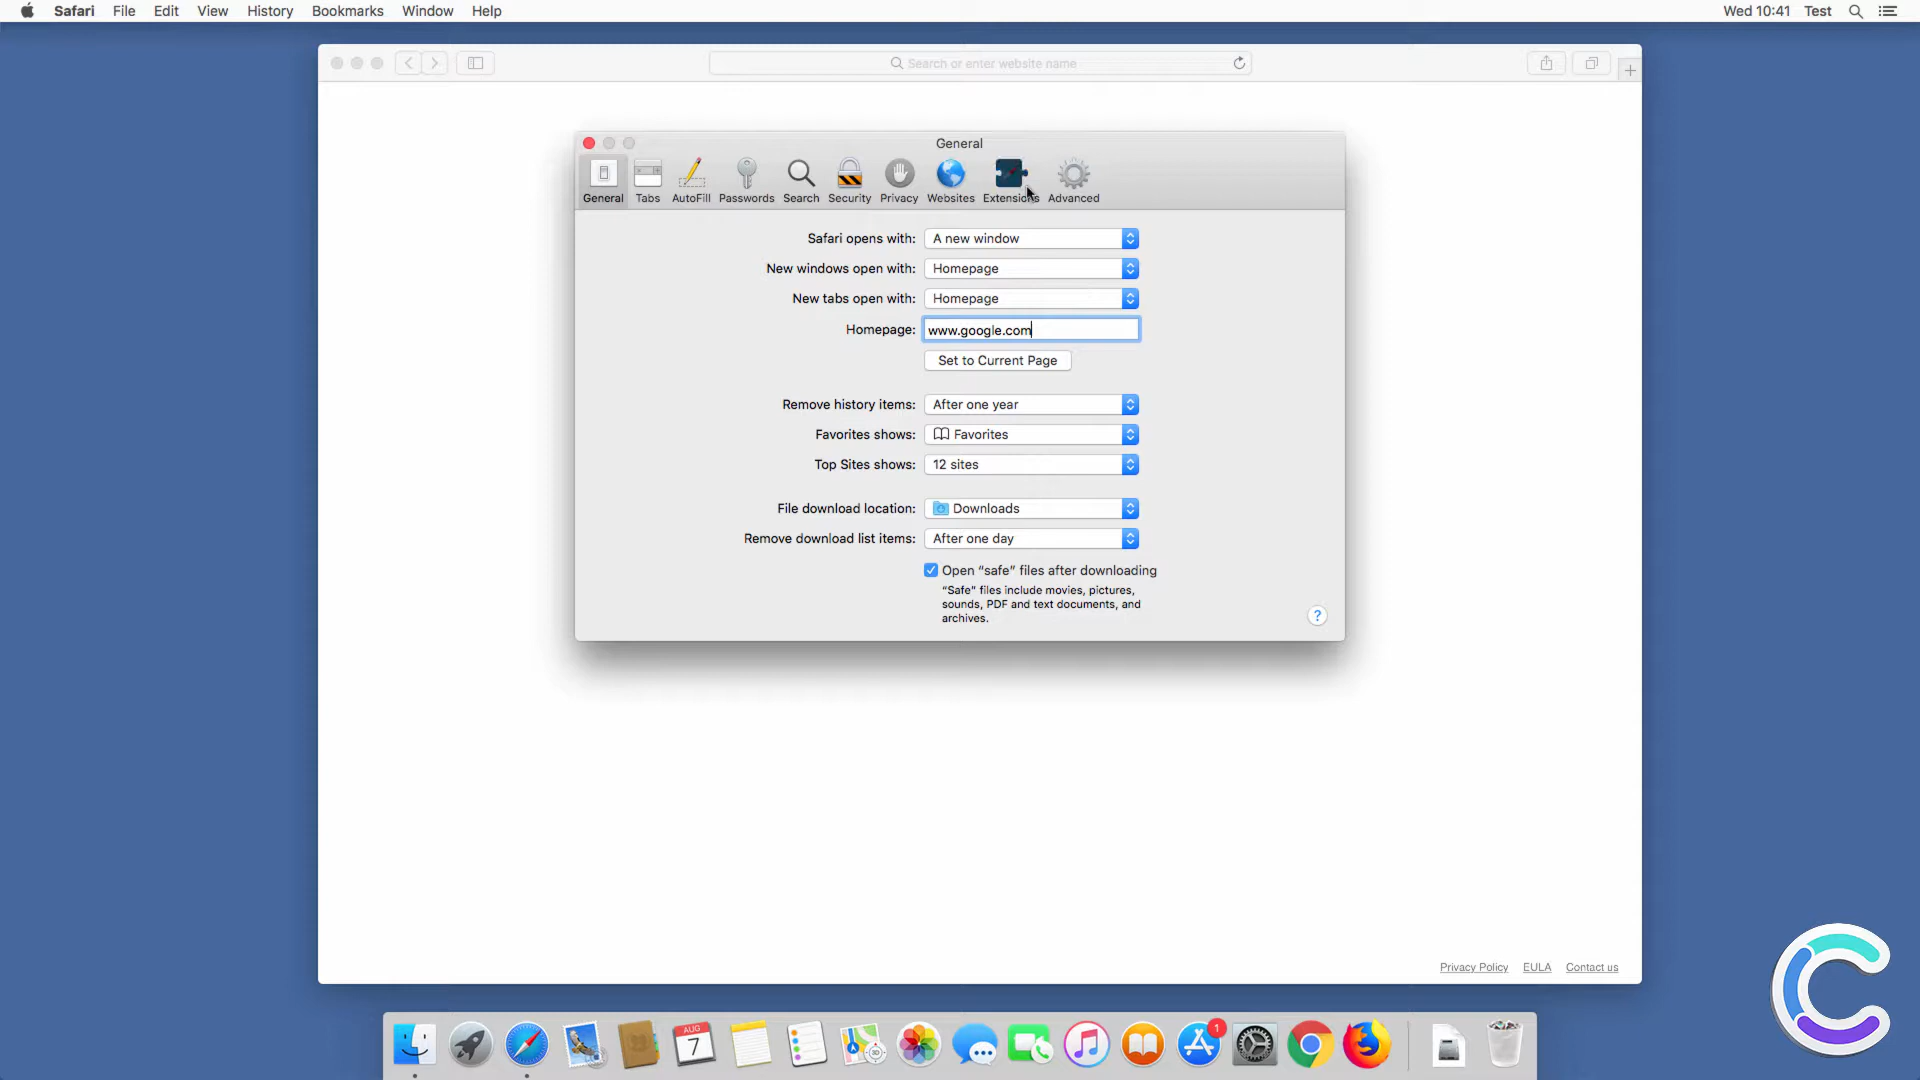 Safari File Edit View History Bookmarks Window Help Wed 10:41 Test
Search or enter website name
General
General Tabs AutoFill Passwords Search Security Privacy Websites Extensions Advanced
Safari opens with: A new window
New windows open with: Homepage
New tabs open with: Homepage
Homepage: www.google.com
Set to Current Page
Remove history items: After one year
Favorites shows: Favorites
Top Sites shows: 12 sites
File download location: Downloads
Remove download list items: After one day
Open “safe” files after downloading
“Safe” files include movies, pictures,
sounds, PDF and text documents, and
archives.
?
Privacy Policy EULA Contact us
AUG
7
3D
1
C